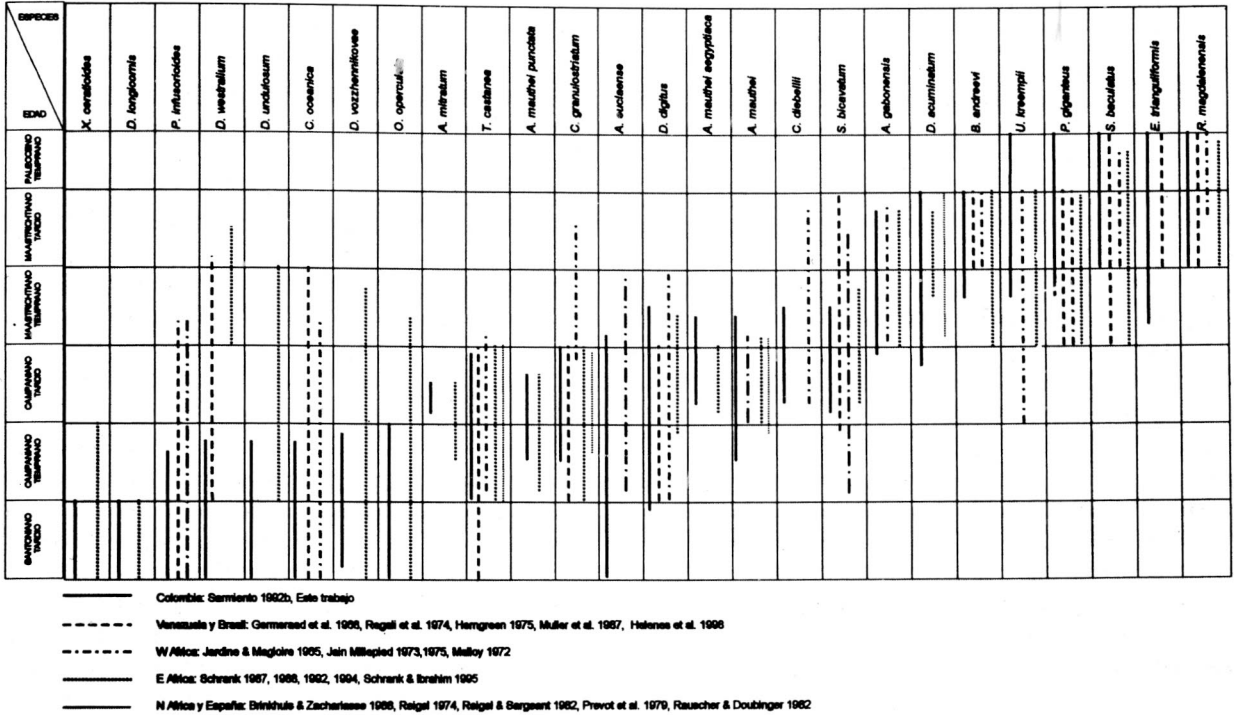 ESPECIES
EDAD
X. ceratioides
D. longicornis
P. infusorioides
D. westralium
D. undulosum
C. oceanica
D. vozzhennikovae
O. operculata
A. mitratum
T. castanea
A. mauthei punctata
C. granulostriatum
A. euclaense
D. digitus
A. mauthei aegyptiaca
A. mauthei
C. diebelii
S. bicavatum
A. gabonensis
D. acuminatum
B. andreevi
U. kreempii
P. giganteus
S. baculatus
E. trianguliformis
R. magdalenensis
PALEOCENO
TEMPRANO
MAASTRICHTIANO
TARDIO
MAASTRICHTIANO
TEMPRANO
CAMPANIANO
TARDIO
CAMPANIANO
TEMPRANO
SANTONIANO
TARDIO
Colombia: Sarmiento 1992b, Este trabajo
Venezuela y Brasil: Germeraad et al. 1968, Regali et al. 1974, Herngreen 1975, Muller et al. 1987, Helenes et al. 1998
W Africa: Jardine & Magloire 1965, Jain Millepied 1973,1975, Malloy 1972
E Africa: Schrank 1987, 1988, 1992, 1994, Schrank & Ibrahim 1995
N Africa y España: Brinkhuis & Zachariasse 1988, Reigel 1974, Reigel & Sargeant 1982, Prevot et al. 1979, Rauscher & Doubinger 1982